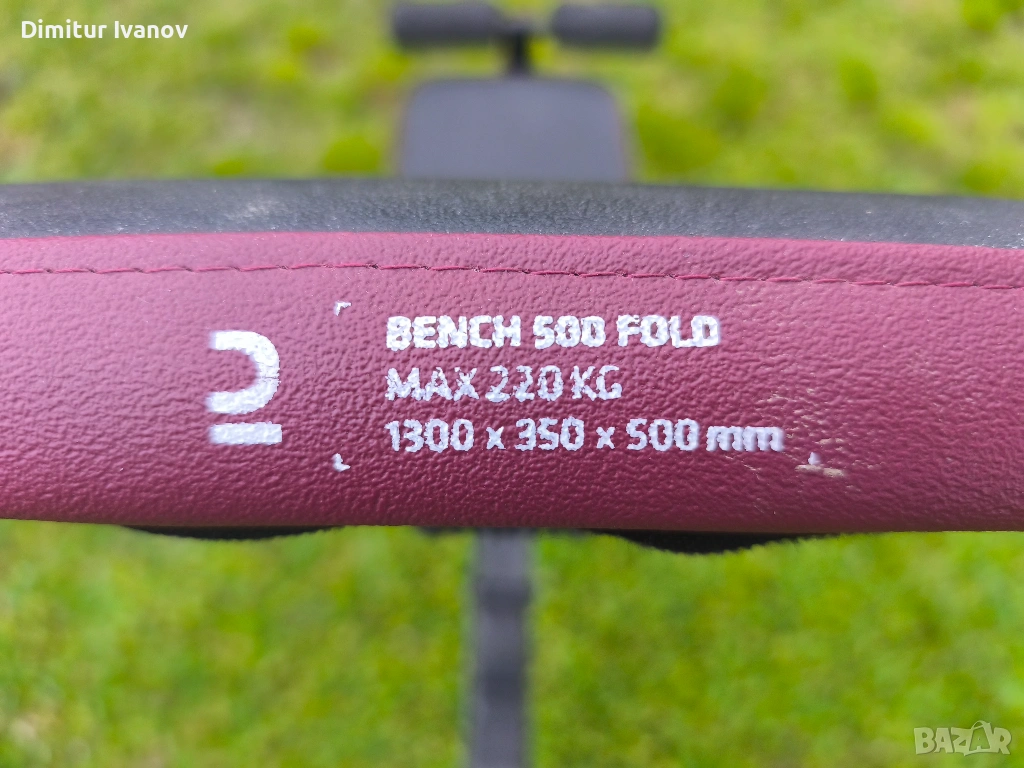 Dimitur Ivanov
BENCH 500 FOLD
MAX 220 KG
1300 x 350 x 500 mm
BAZAR